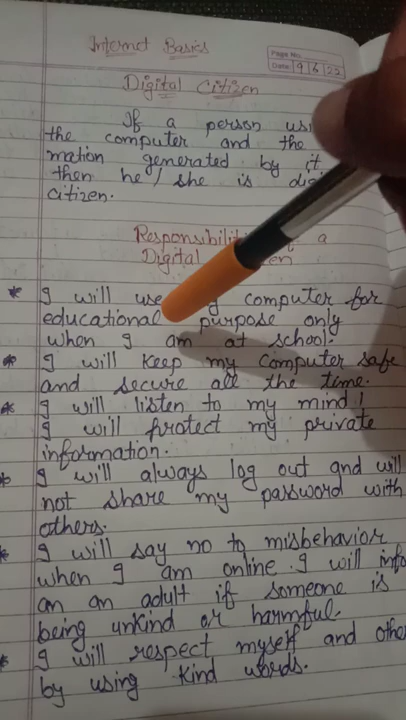 Internet Basics
Page No.
Date: 9 6 23
Digital Citizen
If a person
the computer and the
mation generated by it,
then he / she is
citizen.
a
Digital
* I will use computer for
educational purpose only
when I am at school.
* I will keep my computer safe
and secure all the time.
* I will listen to my mind!
I will protect my private
information.
* I will always log out and will
not share my password with
others.
* I will say no to misbehavior
when I am online. I will
an an adult if someone is
being unkind or harmful.
* I will respect myself and
by using kind words.